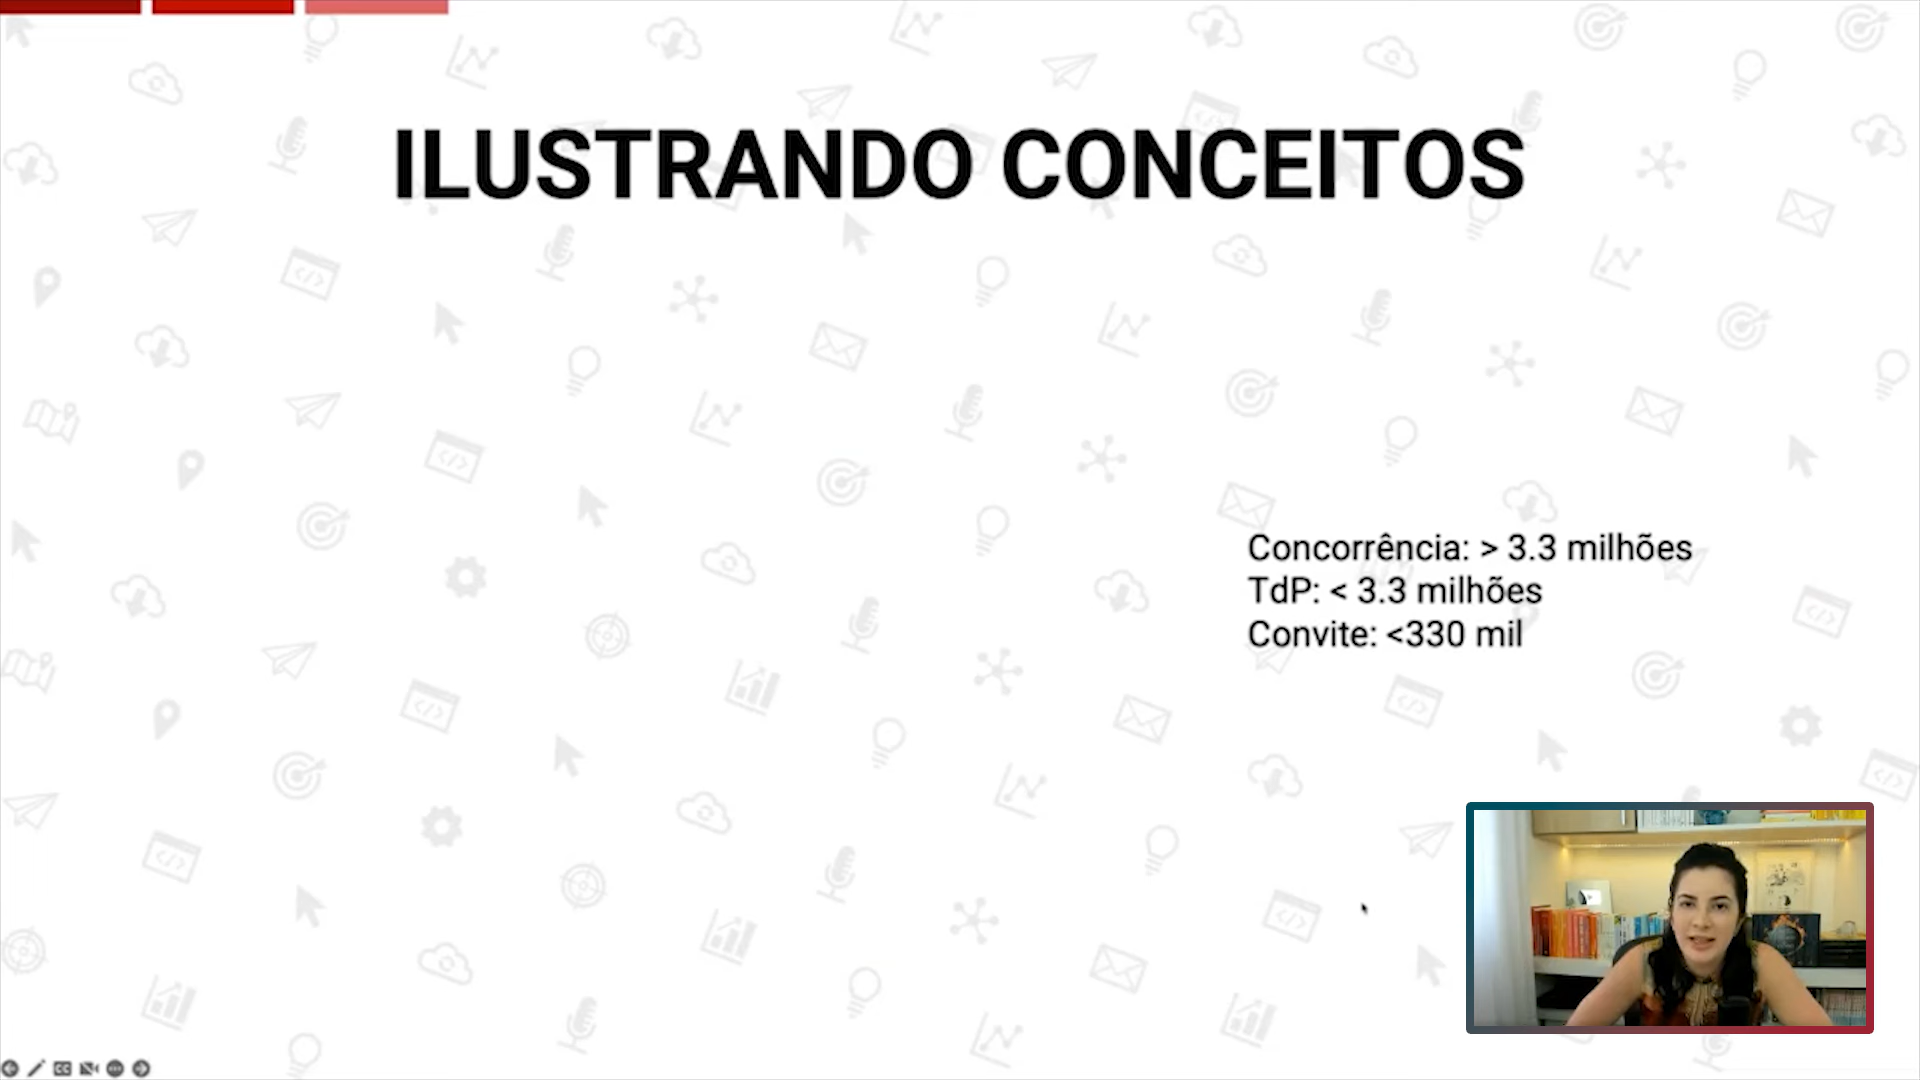 ILUSTRANDO CONCEITOS
Concorrência: > 3.3 milhões
TdP: < 3.3 milhões
Convite: <330 mil